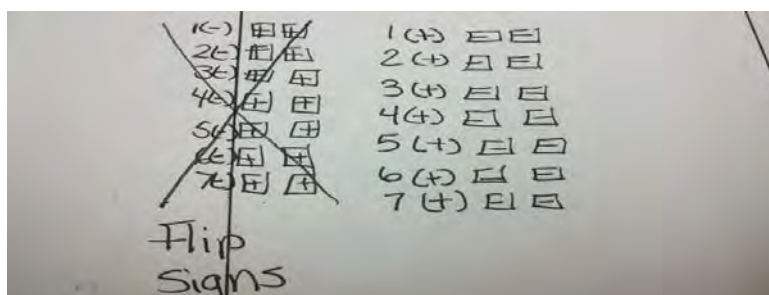 1(-) ⊞ ⊞
2(-) ⊞ ⊞
3(-) ⊞ ⊞
4(-) ⊞ ⊞
5(-) ⊞ ⊞
6(-) ⊞ ⊞
7(-) ⊞ ⊞
Flip
Signs
1(+) ⊟ ⊟
2(+) ⊟ ⊟
3(+) ⊟ ⊟
4(+) ⊟ ⊟
5(+) ⊟ ⊟
6(+) ⊟ ⊟
7(+) ⊟ ⊟